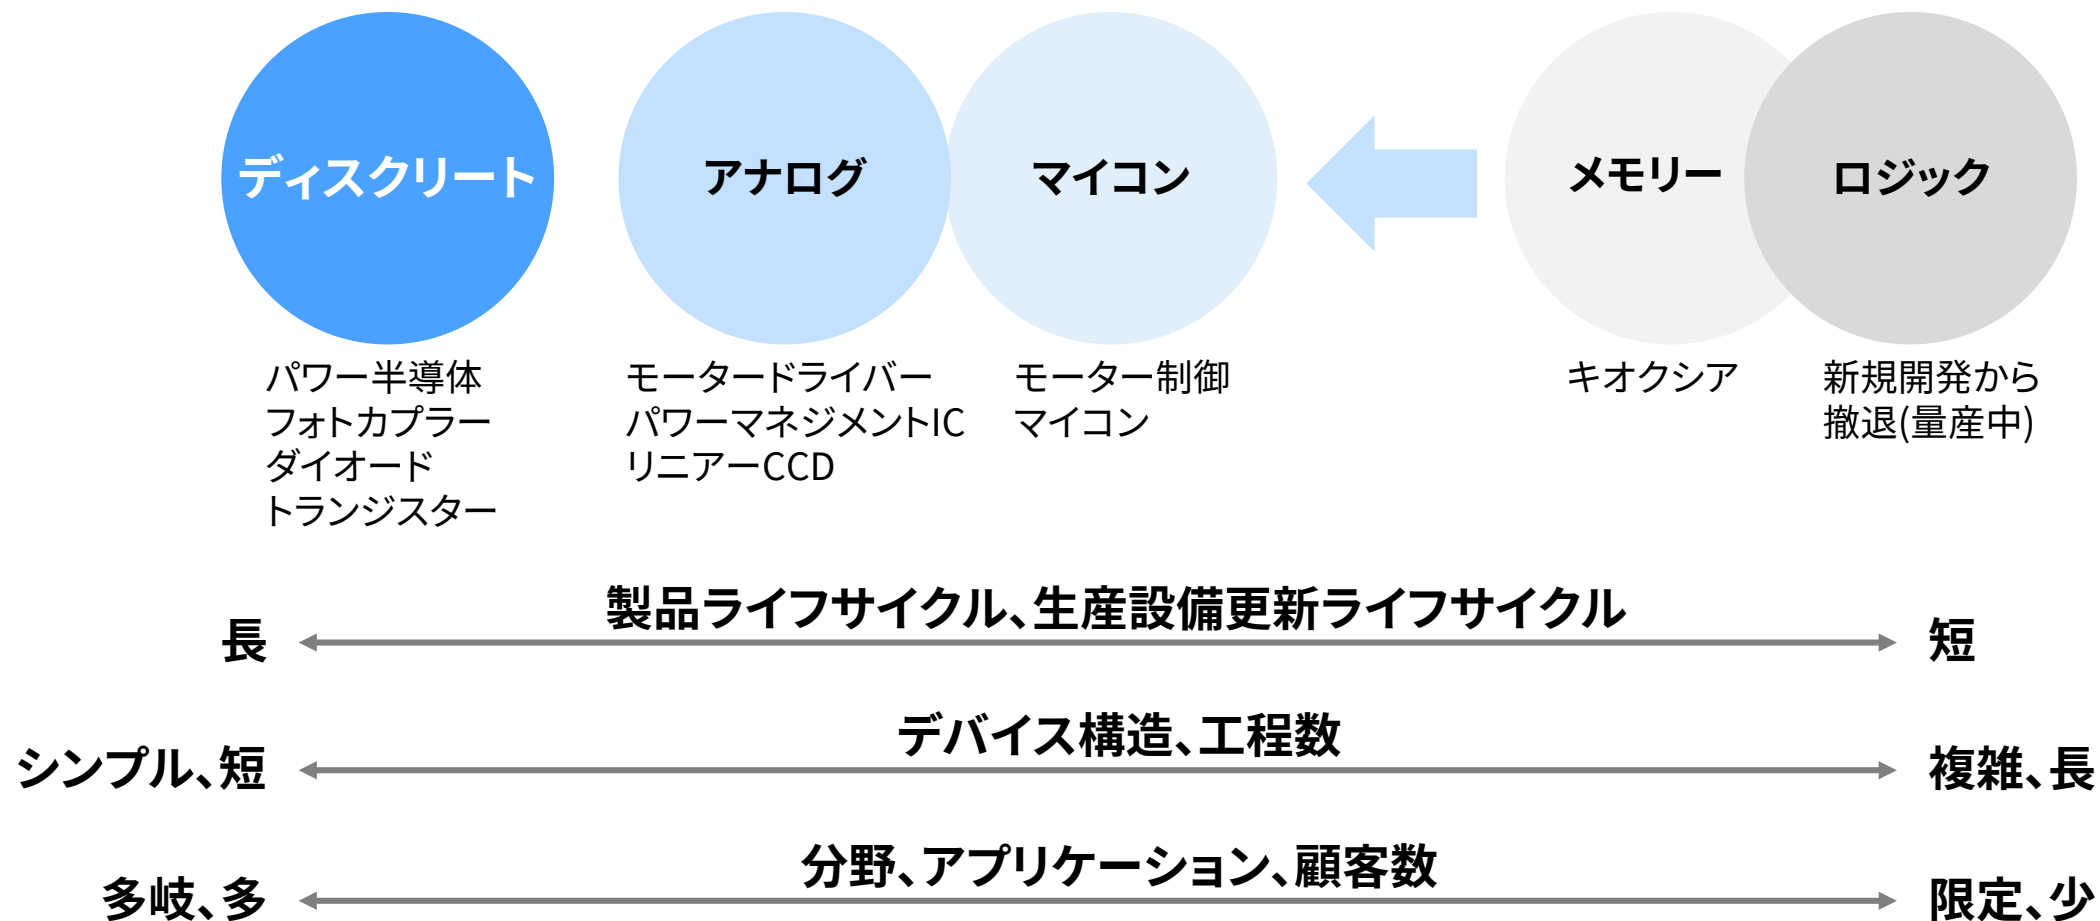 ディスクリート
アナログ
マイコン
メモリー
ロジック
パワー半導体
フォトカプラー
ダイオード
トランジスター
モータードライバー
パワーマネジメントIC
リニアーCCD
モーター制御
マイコン
キオクシア
新規開発から
撤退(量産中)
製品ライフサイクル、生産設備更新ライフサイクル
長
短
デバイス構造、工程数
シンプル、短
複雑、長
分野、アプリケーション、顧客数
多岐、多
限定、少